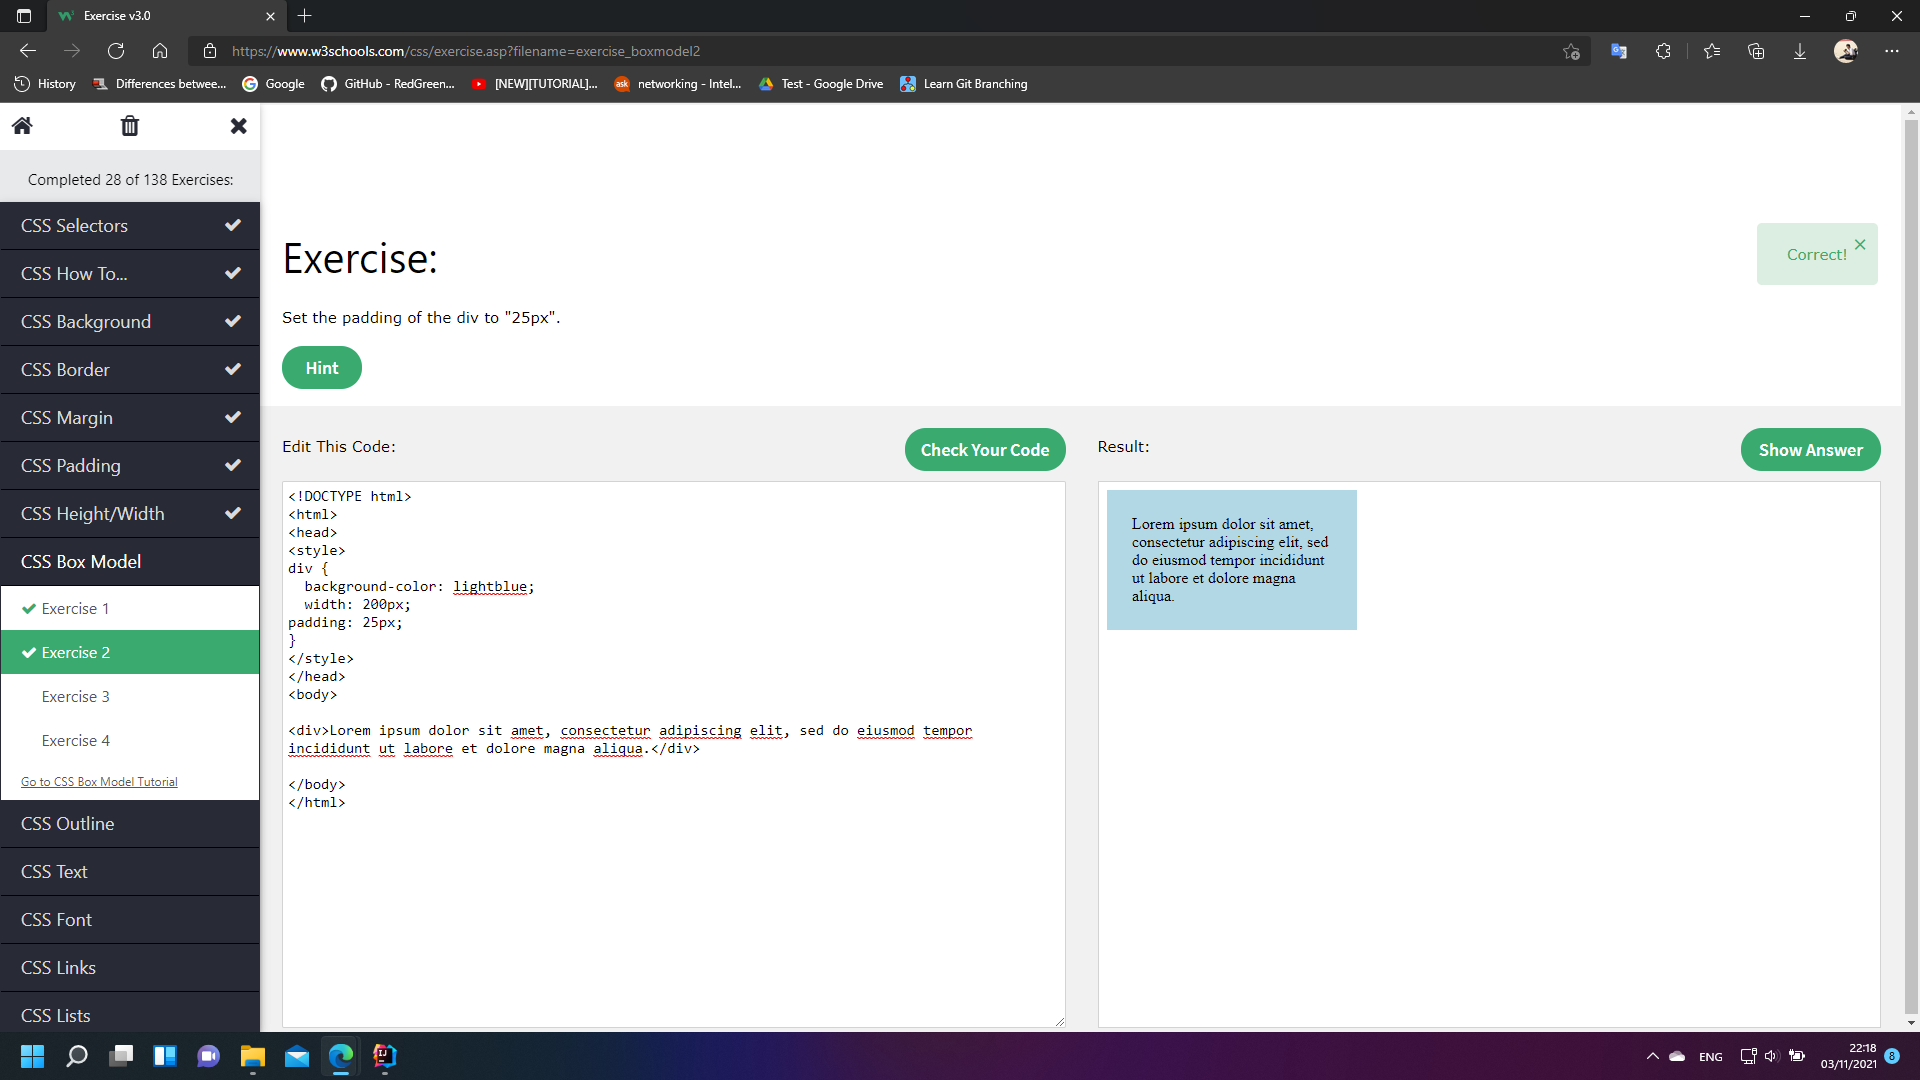 Exercise v3.0
https://www.w3schools.com/css/exercise.asp?filename=exercise_boxmodel2
History
Differences betwee...
Google
GitHub - RedGreen...
[NEW][TUTORIAL]...
ask
networking - Intel...
Test - Google Drive
Learn Git Branching
Completed 28 of 138 Exercises:
CSS Selectors
CSS How To...
CSS Background
CSS Border
CSS Margin
CSS Padding
CSS Height/Width
CSS Box Model
Exercise 1
Exercise 2
Exercise 3
Exercise 4
Go to CSS Box Model Tutorial
CSS Outline
CSS Text
CSS Font
CSS Links
CSS Lists
Exercise:
Correct!
Set the padding of the div to "25px".
Hint
Edit This Code:
Check Your Code
<!DOCTYPE html>
<html>
<head>
<style>
div {
  background-color: lightblue;
  width: 200px;
padding: 25px;
}
</style>
</head>
<body>
<div>Lorem ipsum dolor sit amet, consectetur adipiscing elit, sed do eiusmod tempor
incididunt ut labore et dolore magna aliqua.</div>
</body>
</html>
Result:
Show Answer
Lorem ipsum dolor sit amet,
consectetur adipiscing elit, sed
do eiusmod tempor incididunt
ut labore et dolore magna
aliqua.
IJ
ENG
22:18
03/11/2021
8